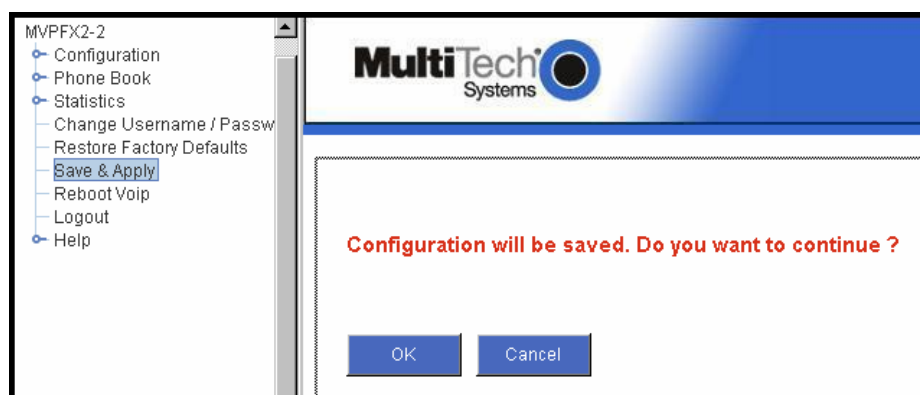 MVPFX2-2
Configuration
Phone Book
Statistics
Change Username / Passw
Restore Factory Defaults
Save & Apply
Reboot Voip
Logout
Help
MultiTech
Systems
Configuration will be saved. Do you want to continue ?
OK
Cancel